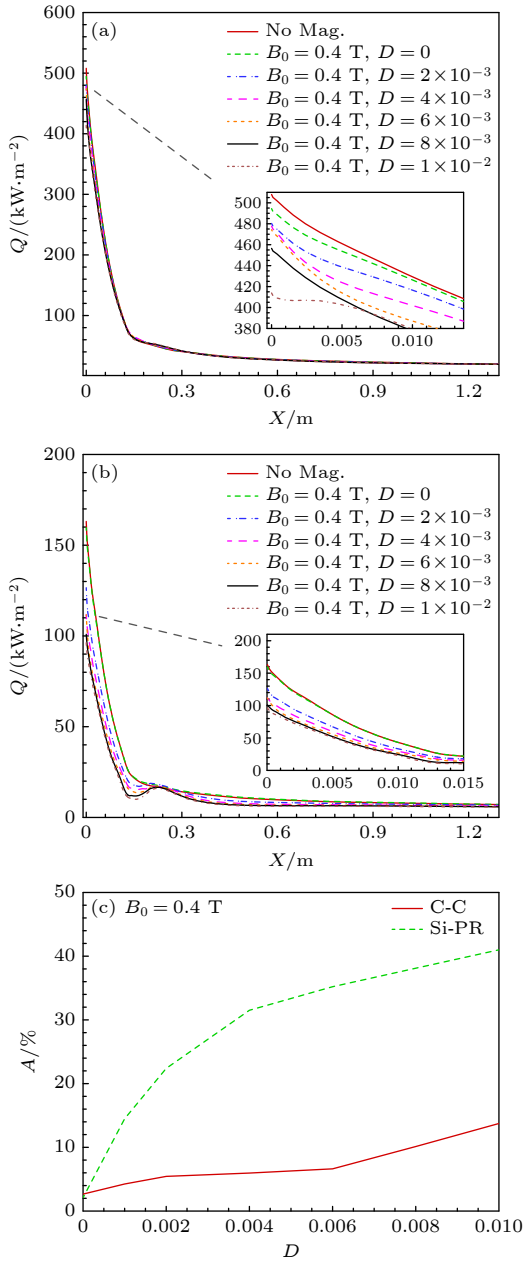 (a)
No Mag.
B₀ = 0.4 T, D = 0
B₀ = 0.4 T, D = 2×10⁻³
B₀ = 0.4 T, D = 4×10⁻³
B₀ = 0.4 T, D = 6×10⁻³
B₀ = 0.4 T, D = 8×10⁻³
B₀ = 0.4 T, D = 1×10⁻²
Q/(kW·m⁻²)
600
500
400
300
200
100
510
500
480
460
440
420
400
380
0 0.005 0.010
0 0.3 0.6 0.9 1.2
X/m
(b)
No Mag.
B₀ = 0.4 T, D = 0
B₀ = 0.4 T, D = 2×10⁻³
B₀ = 0.4 T, D = 4×10⁻³
B₀ = 0.4 T, D = 6×10⁻³
B₀ = 0.4 T, D = 8×10⁻³
B₀ = 0.4 T, D = 1×10⁻²
Q/(kW·m⁻²)
200
150
100
50
0
210
200
150
100
50
0
0 0.005 0.010 0.015
0 0.3 0.6 0.9 1.2
X/m
(c) B₀ = 0.4 T
C-C
Si-PR
A/%
50
40
30
20
10
0
0 0.002 0.004 0.006 0.008 0.010
D